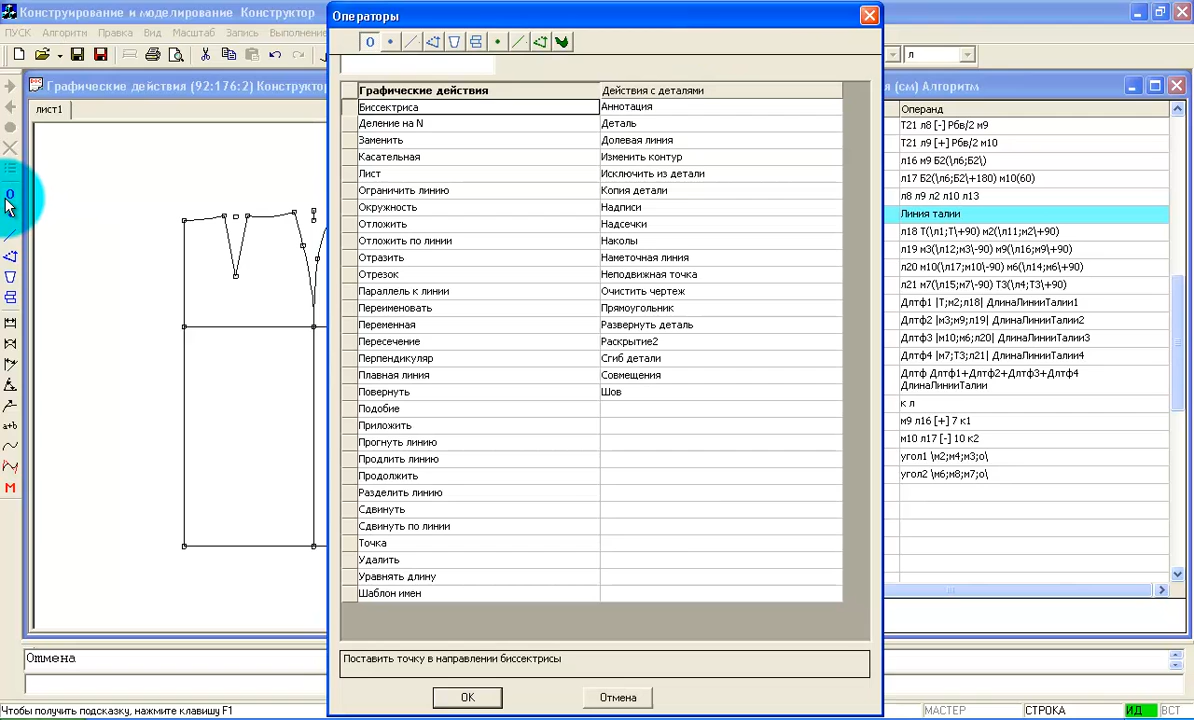 Конструирование и моделирование Конструктор
ПУСК Алгоритм Правка Вид Масштаб Запись Выполнение
л
Графические действия (92:176:2) Конструктор
лист1
Операторы
Графические действия Действия с деталями
Биссектриса Аннотация
Деление на N Деталь
Заменить Долевая линия
Касательная Изменить контур
Лист Исключить из детали
Ограничить линию Копия детали
Окружность Надписи
Отложить Надсечки
Отложить по линии Наколы
Отразить Наметочная линия
Отрезок Неподвижная точка
Параллель к линии Очистить чертеж
Переименовать Прямоугольник
Переменная Развернуть деталь
Пересечение Раскрытие2
Перпендикуляр Сгиб детали
Плавная линия Совмещения
Повернуть Шов
Подобие
Приложить
Прогнуть линию
Продлить линию
Продолжить
Разделить линию
Сдвинуть
Сдвинуть по линии
Точка
Удалить
Уравнять длину
Шаблон имен
Поставить точку в направлении биссектрисы
OK
Отмена
(см) Алгоритм
Операнд
Т21 л8 [-] Рбв/2 м9
Т21 л9 [+] Рбв/2 м10
л16 м9 Б2(\л6;Б2\)
л17 Б2(\л6;Б2\+180) м10(60)
л8 л9 л2 л10 л13
Линия талии
л18 Т(\л1;Т\+90) м2(\л11;м2\+90)
л19 м3(\л12;м3\-90) м9(\л16;м9\+90)
л20 м10(\л17;м10\-90) м6(\л14;м6\+90)
л21 м7(\л15;м7\-90) Т3(\л4;Т3\+90)
Длтф1 |Т;м2;л18| ДлинаЛинииТалии1
Длтф2 |м3;м9;л19| ДлинаЛинииТалии2
Длтф3 |м10;м6;л20| ДлинаЛинииТалии3
Длтф4 |м7;Т3;л21| ДлинаЛинииТалии4
Длтф Длтф1+Длтф2+Длтф3+Длтф4
ДлинаЛинииТалии
к л
м9 л16 [+] 7 к1
м10 л17 [-] 10 к2
угол1 \м2;м4;м3;о\
угол2 \м6;м8;м7;о\
a+b
М
Отмена
Чтобы получить подсказку, нажмите клавишу F1
МАСТЕР СТРОКА ИД ВСТ